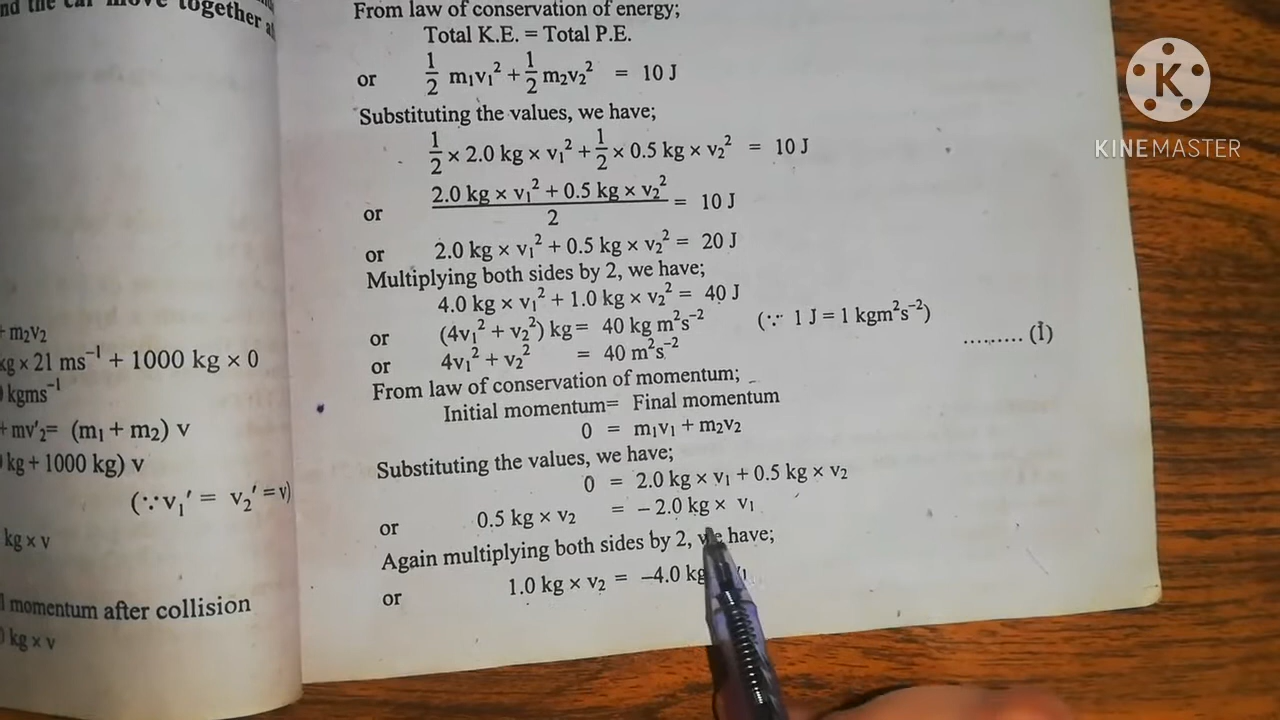 nd the car move together a
+ m₂v₂
kg × 21 ms⁻¹ + 1000 kg × 0
kgms⁻¹
+ mv'₂= (m₁ + m₂) v
kg + 1000 kg) v
(∵v₁' = v₂' = v)
kg × v
l momentum after collision
kg × v
From law of conservation of energy;
Total K.E. = Total P.E.
or 1/2 m₁v₁² + 1/2 m₂v₂² = 10 J
Substituting the values, we have;
1/2 × 2.0 kg × v₁² + 1/2 × 0.5 kg × v₂² = 10 J
or (2.0 kg × v₁² + 0.5 kg × v₂²)/2 = 10 J
or 2.0 kg × v₁² + 0.5 kg × v₂² = 20 J
Multiplying both sides by 2, we have;
4.0 kg × v₁² + 1.0 kg × v₂² = 40 J
or (4v₁² + v₂²) kg = 40 kg m²s⁻² (∵ 1 J = 1 kgm²s⁻²)
or 4v₁² + v₂² = 40 m²s⁻² ......... (I)
From law of conservation of momentum;
Initial momentum= Final momentum
0 = m₁v₁ + m₂v₂
Substituting the values, we have;
0 = 2.0 kg × v₁ + 0.5 kg × v₂
or 0.5 kg × v₂ = – 2.0 kg × v₁
Again multiplying both sides by 2, we have;
or 1.0 kg × v₂ = –4.0 kg v₁
K
KINEMASTER